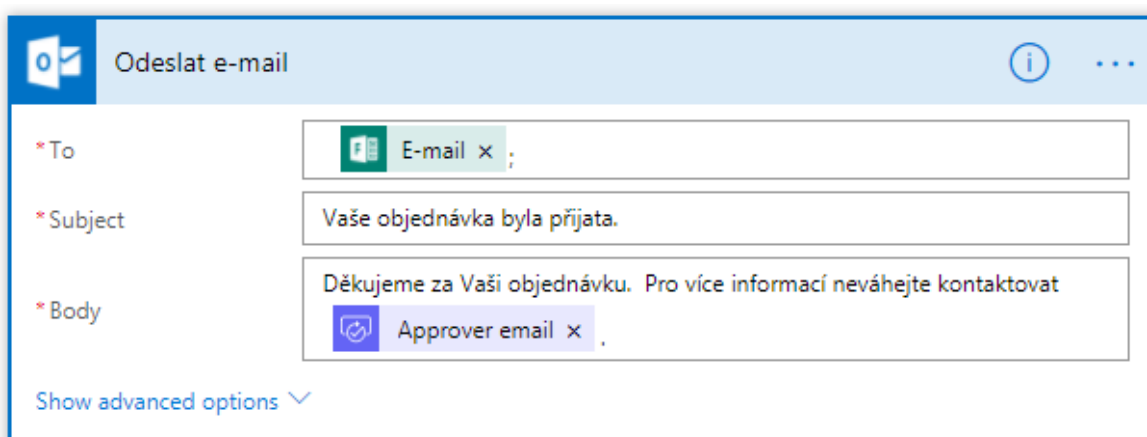 Odeslat e-mail
* To
E-mail × ;
* Subject
Vaše objednávka byla přijata.
* Body
Děkujeme za Vaši objednávku.  Pro více informací neváhejte kontaktovat
Approver email × .
Show advanced options